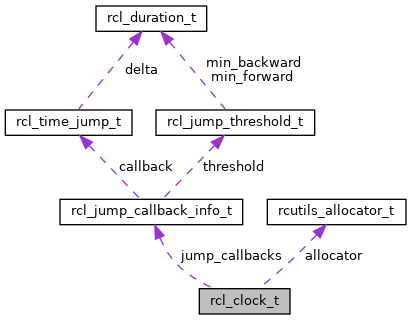 rcl_duration_t
delta
min_backward
min_forward
rcl_time_jump_t
rcl_jump_threshold_t
callback
threshold
rcl_jump_callback_info_t
rcutils_allocator_t
jump_callbacks
allocator
rcl_clock_t